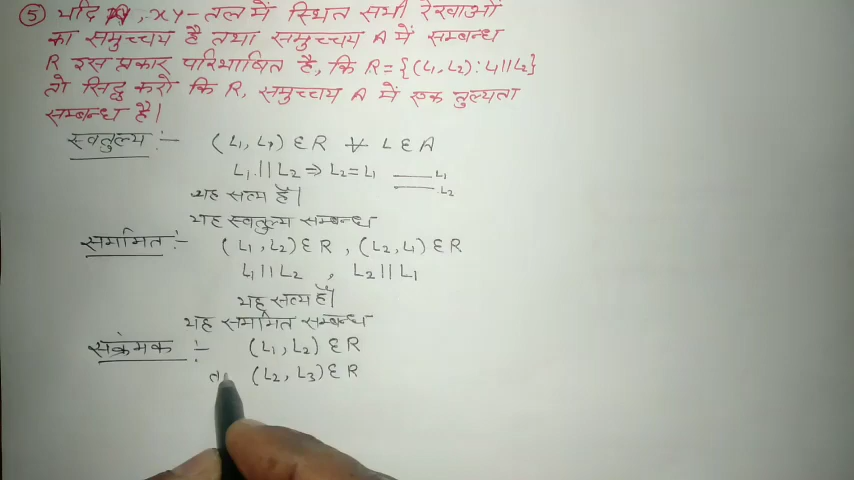 ⑤ यदि A, XY-तल में स्थित सभी रेखाओं
का समुच्चय है तथा समुच्चय A में सम्बन्ध
R इस प्रकार परिभाषित है, कि R={(L₁,L₂):L₁||L₂}
तो सिद्ध करो कि R, समुच्चय A में एक तुल्यता
सम्बन्ध है।
स्वतुल्य :- (L₁, L₁) ∈ R ∀ L ∈ A
L₁ || L₂ ⇒ L₂ = L₁ L₁
L₂
यह सत्य है।
यह स्वतुल्य सम्बन्ध
सममित :- (L₁, L₂) ∈ R , (L₂, L₁) ∈ R
L₁ || L₂ , L₂ || L₁
यह सत्य है।
यह सममित सम्बन्ध
संक्रमक :- (L₁, L₂) ∈ R
(L₂, L₃) ∈ R